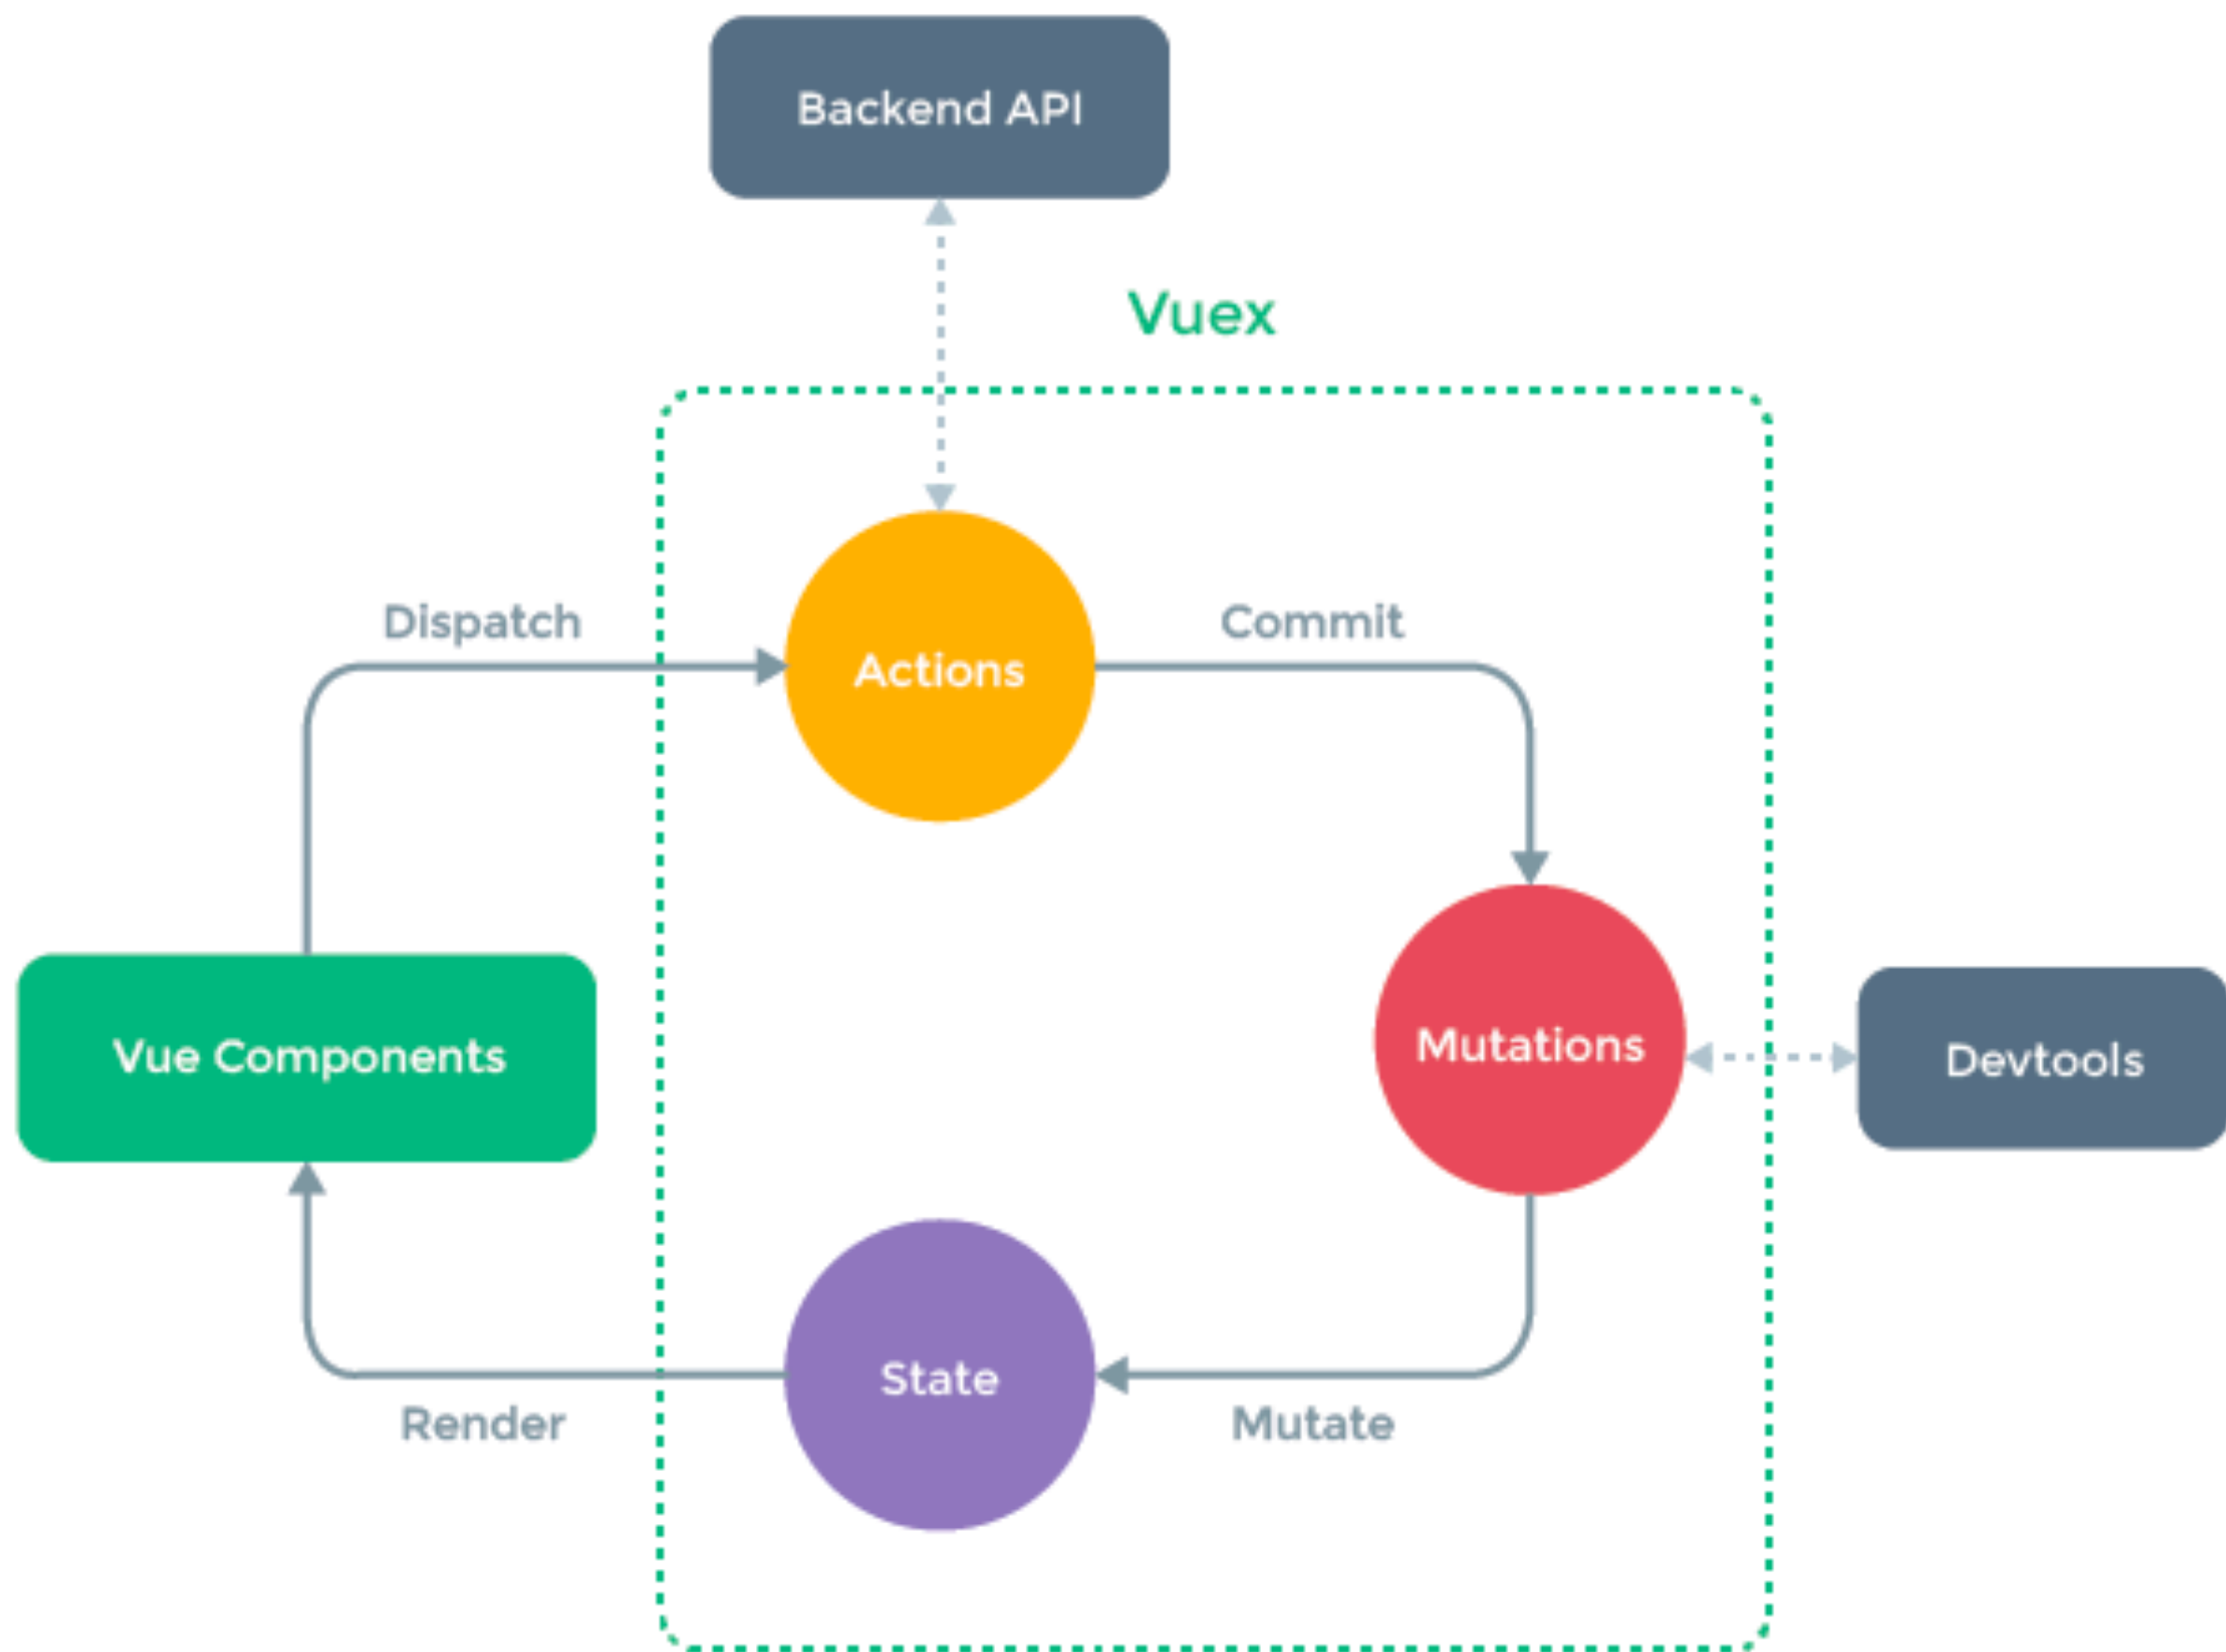 Backend API
Vuex
Dispatch
Commit
Actions
Vue Components
Mutations
Devtools
State
Render
Mutate